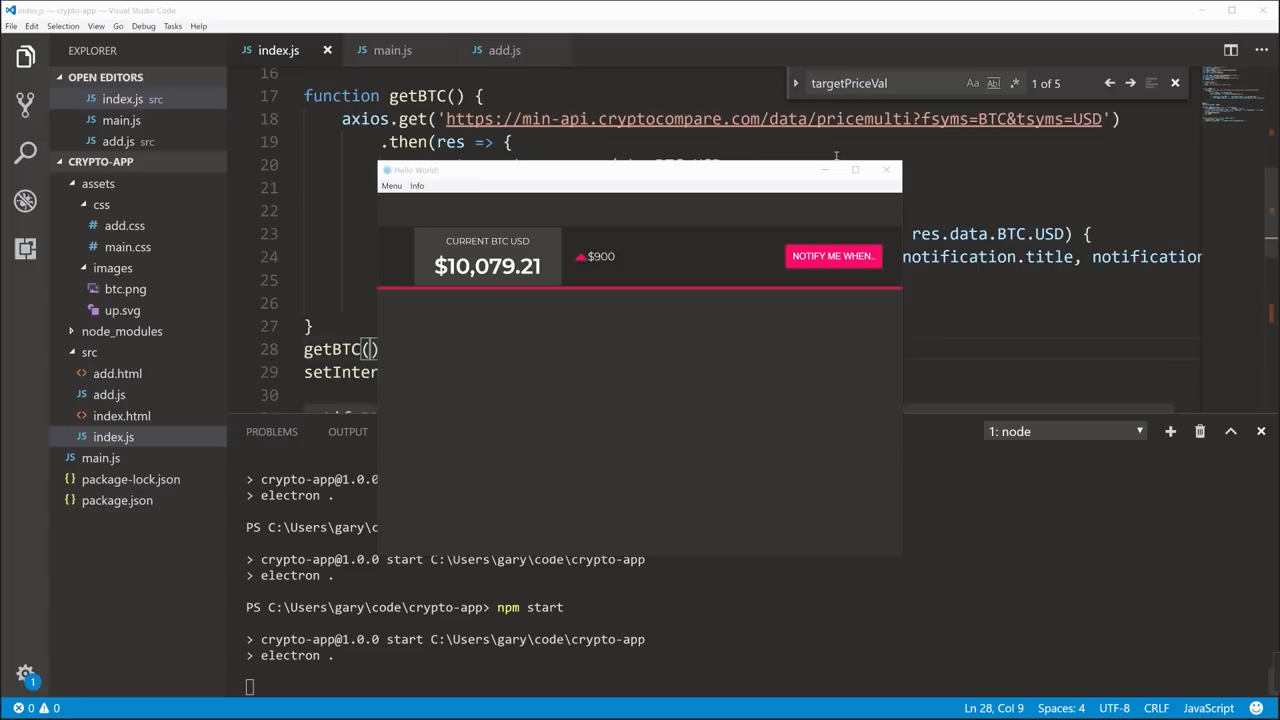 index.js - crypto-app - Visual Studio Code
File Edit Selection View Go Debug Tasks Help
EXPLORER
OPEN EDITORS
JS index.js src
JS main.js
JS add.js src
CRYPTO-APP
assets
css
# add.css
# main.css
images
btc.png
up.svg
node_modules
src
<> add.html
JS add.js
<> index.html
JS index.js
JS main.js
{} package-lock.json
{} package.json
JS index.js JS main.js JS add.js
targetPriceVal Aa Abl .* 1 of 5
16
17 function getBTC() {
18 axios.get('https://min-api.cryptocompare.com/data/pricemulti?fsyms=BTC&tsyms=USD')
19 .then(res => {
20
21
22
23 res.data.BTC.USD) {
24 notification.title, notification
25
26
27 }
28 getBTC()
29 setInter
30
Hello World!
Menu Info
CURRENT BTC USD
$10,079.21
$900
NOTIFY ME WHEN..
PROBLEMS OUTPUT 1: node
> crypto-app@1.0.0
> electron .
PS C:\Users\gary\c
> crypto-app@1.0.0 start C:\Users\gary\code\crypto-app
> electron .
PS C:\Users\gary\code\crypto-app> npm start
> crypto-app@1.0.0 start C:\Users\gary\code\crypto-app
> electron .
1
0 0 Ln 28, Col 9 Spaces: 4 UTF-8 CRLF JavaScript